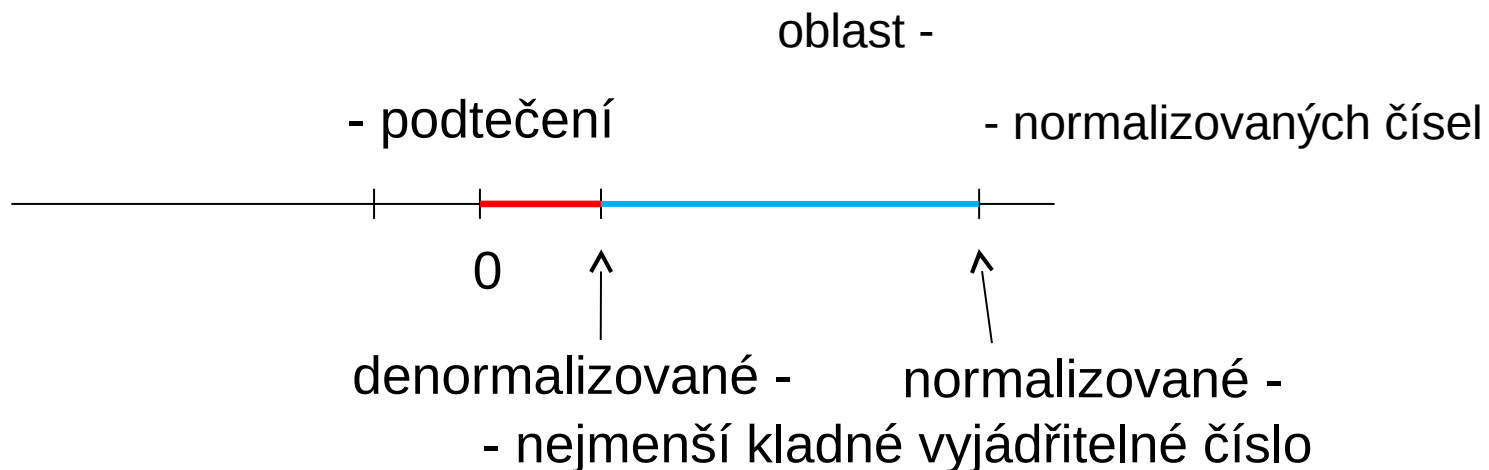 oblast -
- podtečení
- normalizovaných čísel
0
denormalizované -
normalizované -
- nejmenší kladné vyjádřitelné číslo